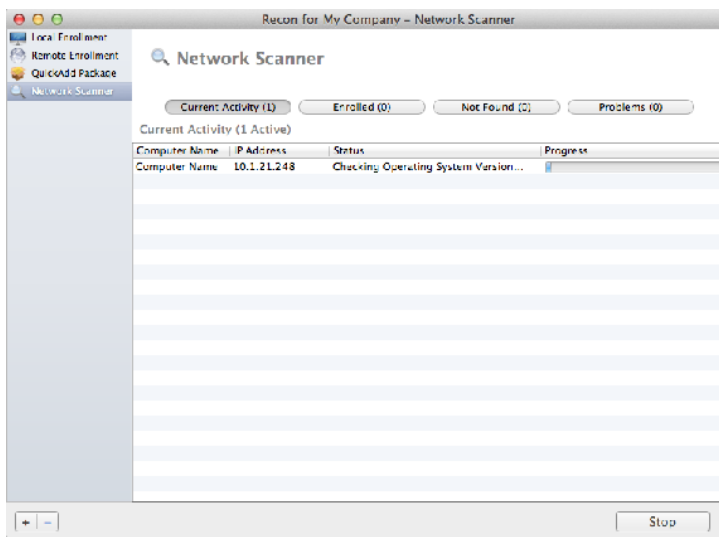 Recon for My Company – Network Scanner
Local Enrollment
Remote Enrollment
QuickAdd Package
Network Scanner
Network Scanner
Current Activity (1) Enrolled (0) Not Found (0) Problems (0)
Current Activity (1 Active)
Computer Name IP Address Status Progress
Computer Name 10.1.21.248 Checking Operating System Version...
+ −
Stop